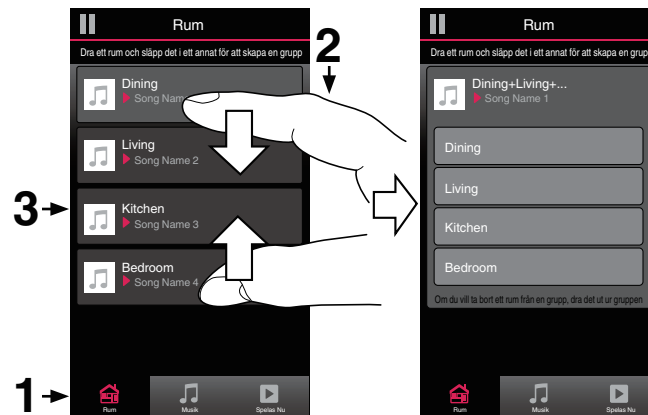 Rum
Dra ett rum och släpp det i ett annat för att skapa en grupp
2
Dining
Song Nam
Living
Song Name 2
3
Kitchen
Song Name 3
Bedroom
Song Name 4
1
Rum
Musik
Spelas Nu
Rum
Dra ett rum och släpp det i ett annat för att skapa en grupp
Dining+Living+...
Song Name 1
Dining
Living
Kitchen
Bedroom
Om du vill ta bort ett rum från en grupp, dra det ut ur gruppen
Rum
Musik
Spelas Nu